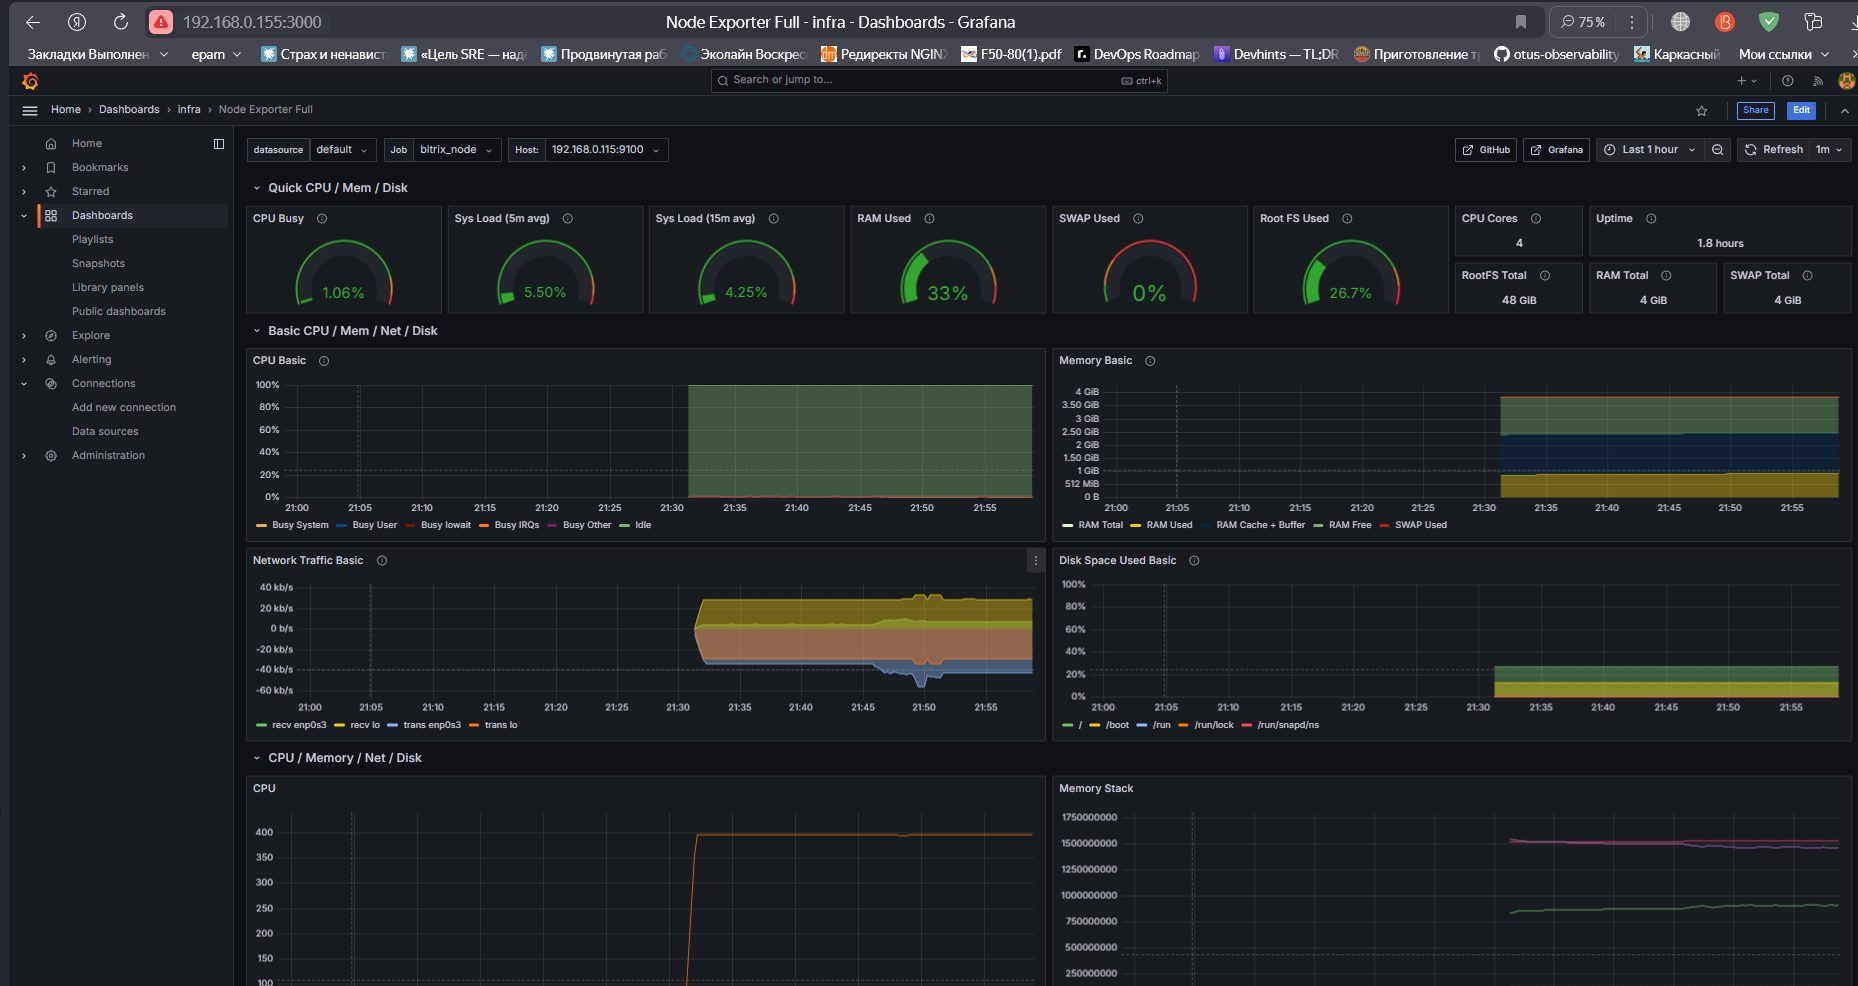 192.168.0.155:3000
Node Exporter Full - infra - Dashboards - Grafana
75 %
Закладки Выполнен
epam
Страх и ненавист
«Цель SRE — над
Продвинутая раб
Эколайн Воскрес
Редиректы NGIN
F50-80(1).pdf
DevOps Roadmap
Devhints — TL;DR
Приготовление т
otus-observability
Каркасный
Мои ссылки
Search or jump to...
ctrl+k
Home › Dashboards › infra › Node Exporter Full
Share
Edit
Home
Bookmarks
Starred
Dashboards
Playlists
Snapshots
Library panels
Public dashboards
Explore
Alerting
Connections
Add new connection
Data sources
Administration
datasource default
Job bitrix_node
Host: 192.168.0.115:9100
GitHub
Grafana
Last 1 hour
Refresh 1m
Quick CPU / Mem / Disk
CPU Busy
1.06%
Sys Load (5m avg)
5.50%
Sys Load (15m avg)
4.25%
RAM Used
33%
SWAP Used
0%
Root FS Used
26.7%
CPU Cores
4
Uptime
1.8 hours
RootFS Total
48 GiB
RAM Total
4 GiB
SWAP Total
4 GiB
Basic CPU / Mem / Net / Disk
CPU Basic
100%
80%
60%
40%
20%
0%
21:00 21:05 21:10 21:15 21:20 21:25 21:30 21:35 21:40 21:45 21:50 21:55
Busy System Busy User Busy Iowait Busy IRQs Busy Other Idle
Memory Basic
4 GiB
3.50 GiB
3 GiB
2.50 GiB
2 GiB
1.50 GiB
1 GiB
512 MiB
0 B
21:00 21:05 21:10 21:15 21:20 21:25 21:30 21:35 21:40 21:45 21:50 21:55
RAM Total RAM Used RAM Cache + Buffer RAM Free SWAP Used
Network Traffic Basic
40 kb/s
20 kb/s
0 b/s
-20 kb/s
-40 kb/s
-60 kb/s
21:00 21:05 21:10 21:15 21:20 21:25 21:30 21:35 21:40 21:45 21:50 21:55
recv enp0s3 recv lo trans enp0s3 trans lo
Disk Space Used Basic
100%
80%
60%
40%
20%
0%
21:00 21:05 21:10 21:15 21:20 21:25 21:30 21:35 21:40 21:45 21:50 21:55
/ /boot /run /run/lock /run/snapd/ns
CPU / Memory / Net / Disk
CPU
400
350
300
250
200
150
100
Memory Stack
1750000000
1500000000
1250000000
1000000000
750000000
500000000
250000000